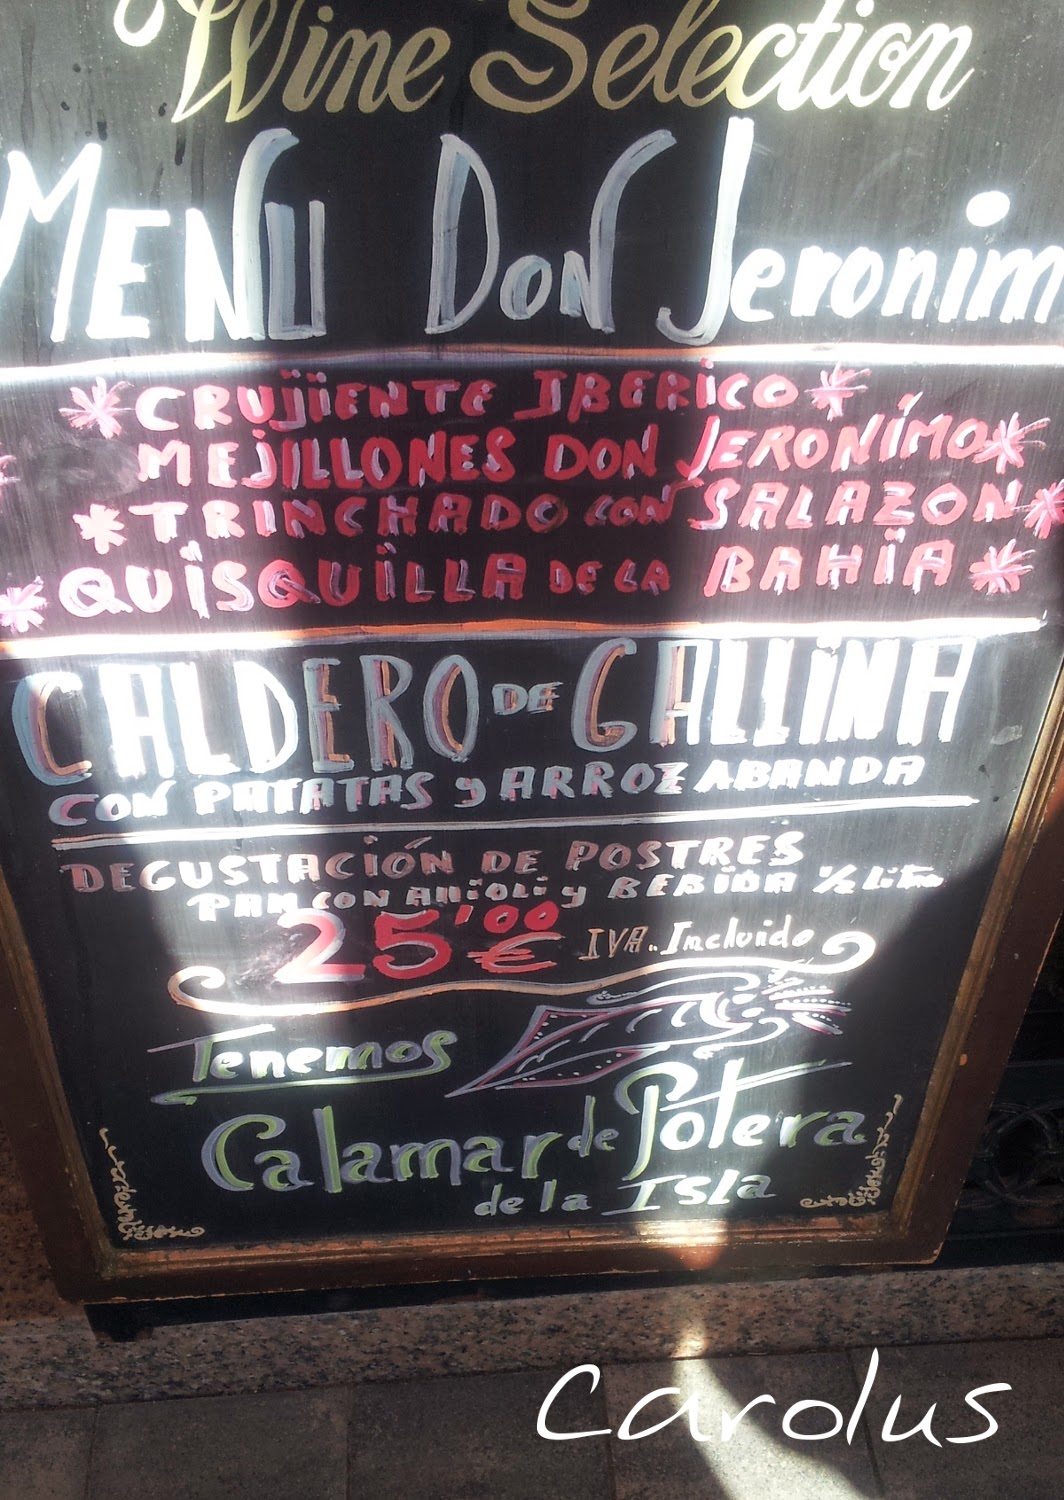 Wine Selection
MENU DON Jeronim
CRUJIENTE IBERICO
MEJILLONES DON JERONÍMO
TRINCHADO CON SALAZON
QUISQUILLA DE LA BAHIA
CALDERO DE GALLINA
CON PATATAS Y ARROZ ABANDA
DEGUSTACIÓN DE POSTRES
PAN CON ALIOLI Y BEBIDA 1/2 Litro
25'00 € IVA. Incluido
Tenemos
Calamar de Potera
de la Isla
Carolus